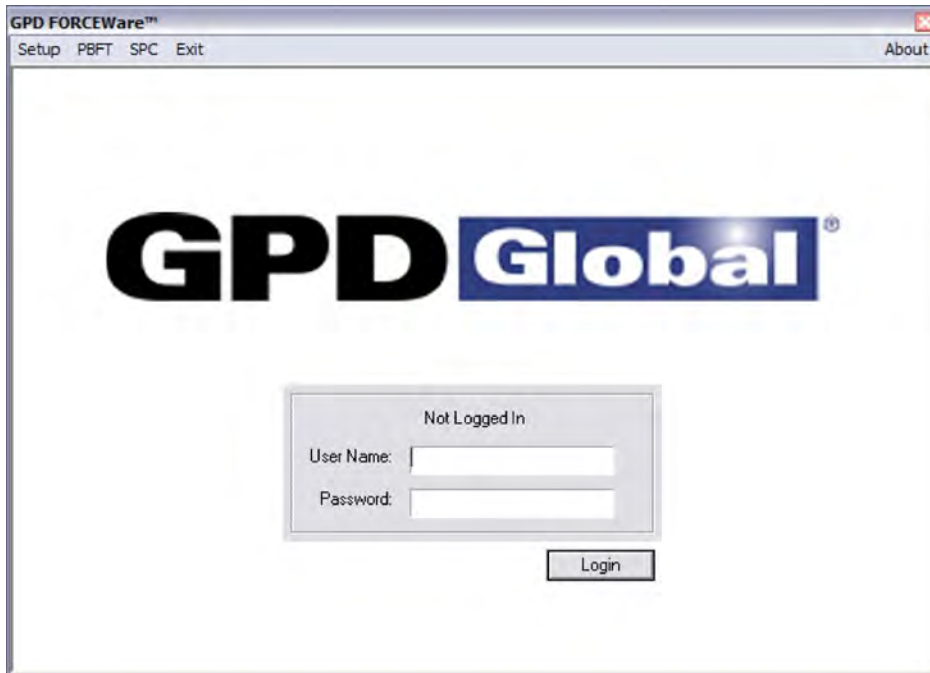 GPD FORCEWare™
Setup PBFT SPC Exit About
GPD Global®
Not Logged In
User Name:
Password:
Login